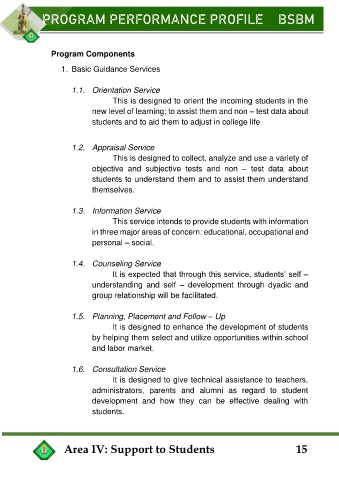 PROGRAM PERFORMANCE PROFILE BSBM
Program Components
1. Basic Guidance Services
1.1. Orientation Service
This is designed to orient the incoming students in the
new level of learning; to assist them and non – test data about
students and to aid them to adjust in college life
1.2. Appraisal Service
This is designed to collect, analyze and use a variety of
objective and subjective tests and non – test data about
students to understand them and to assist them understand
themselves.
1.3. Information Service
This service intends to provide students with information
in three major areas of concern: educational, occupational and
personal – social.
1.4. Counseling Service
It is expected that through this service, students' self –
understanding and self – development through dyadic and
group relationship will be facilitated.
1.5. Planning, Placement and Follow – Up
It is designed to enhance the development of students
by helping them select and utilize opportunities within school
and labor market.
1.6. Consultation Service
It is designed to give technical assistance to teachers,
administrators, parents and alumni as regard to student
development and how they can be effective dealing with
students.
Area IV: Support to Students 15